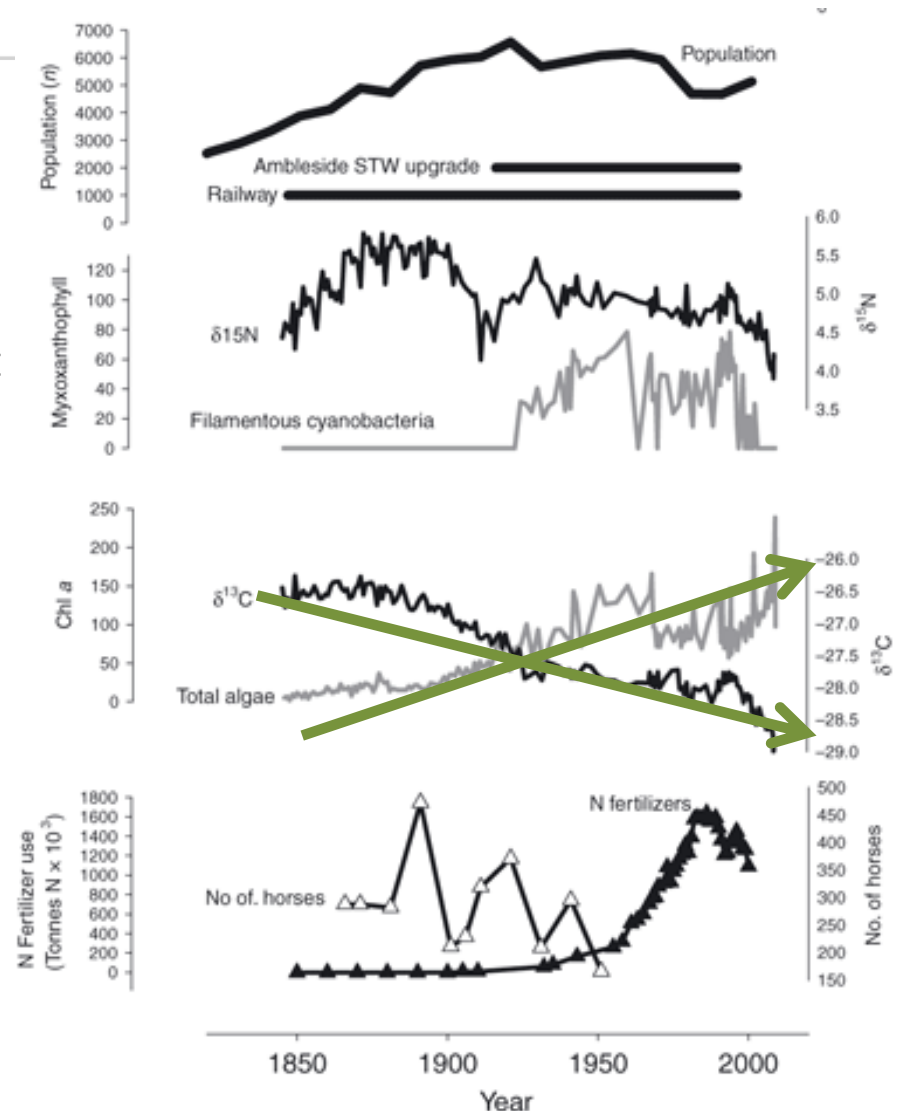 7000
6000
5000
4000
3000
2000
1000
0
Population (n)
Population
Ambleside STW upgrade
Railway
120
100
80
60
40
20
0
Myxoxanthophyll
δ15N
Filamentous cyanobacteria
6.0
5.5
5.0
4.5
4.0
3.5
δ¹⁵N
250
200
150
100
50
0
Chl a
δ¹³C
Total algae
−26.0
−26.5
−27.0
−27.5
−28.0
−28.5
−29.0
δ¹³C
1800
1600
1400
1200
1000
800
600
400
200
0
N Fertilizer use
(Tonnes N × 10³)
No of. horses
N fertilizers
500
450
400
350
300
250
200
150
No. of horses
1850 1900 1950 2000
Year